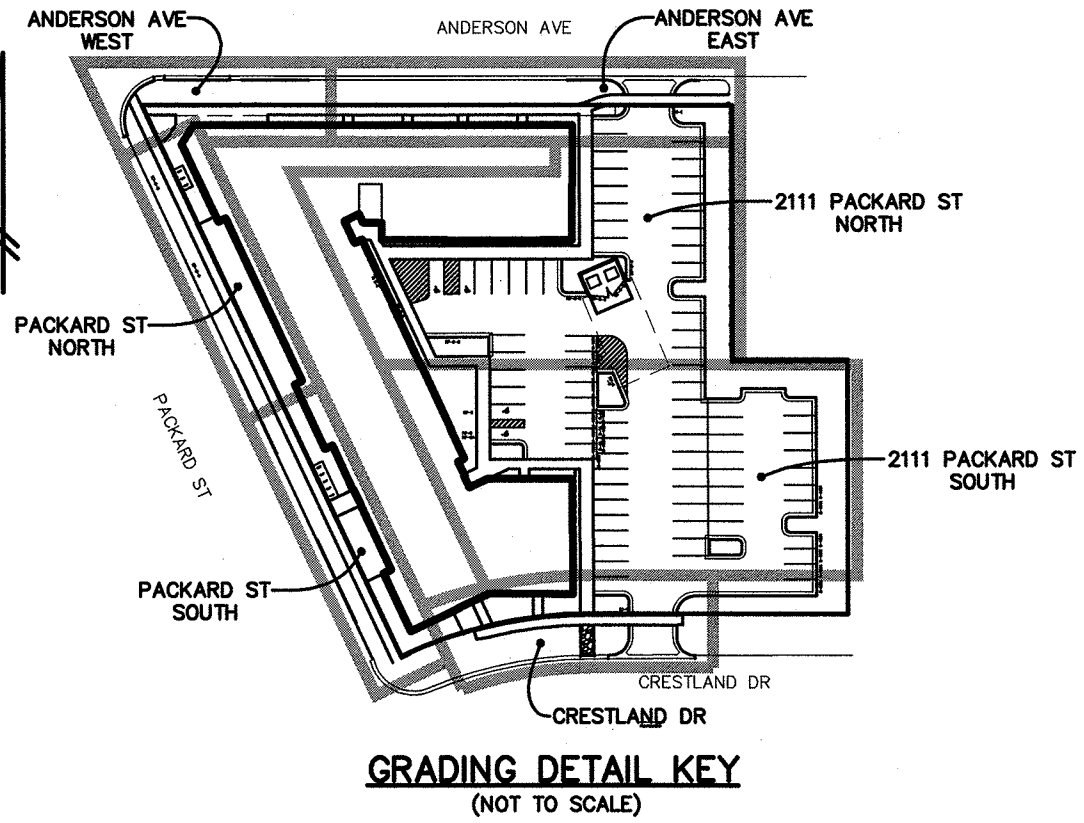 ANDERSON AVE
WEST
ANDERSON AVE
ANDERSON AVE
EAST
2111 PACKARD ST
NORTH
PACKARD ST
NORTH
PACKARD ST
2111 PACKARD ST
SOUTH
PACKARD ST
SOUTH
CRESTLAND DR
CRESTLAND DR
GRADING DETAIL KEY
(NOT TO SCALE)